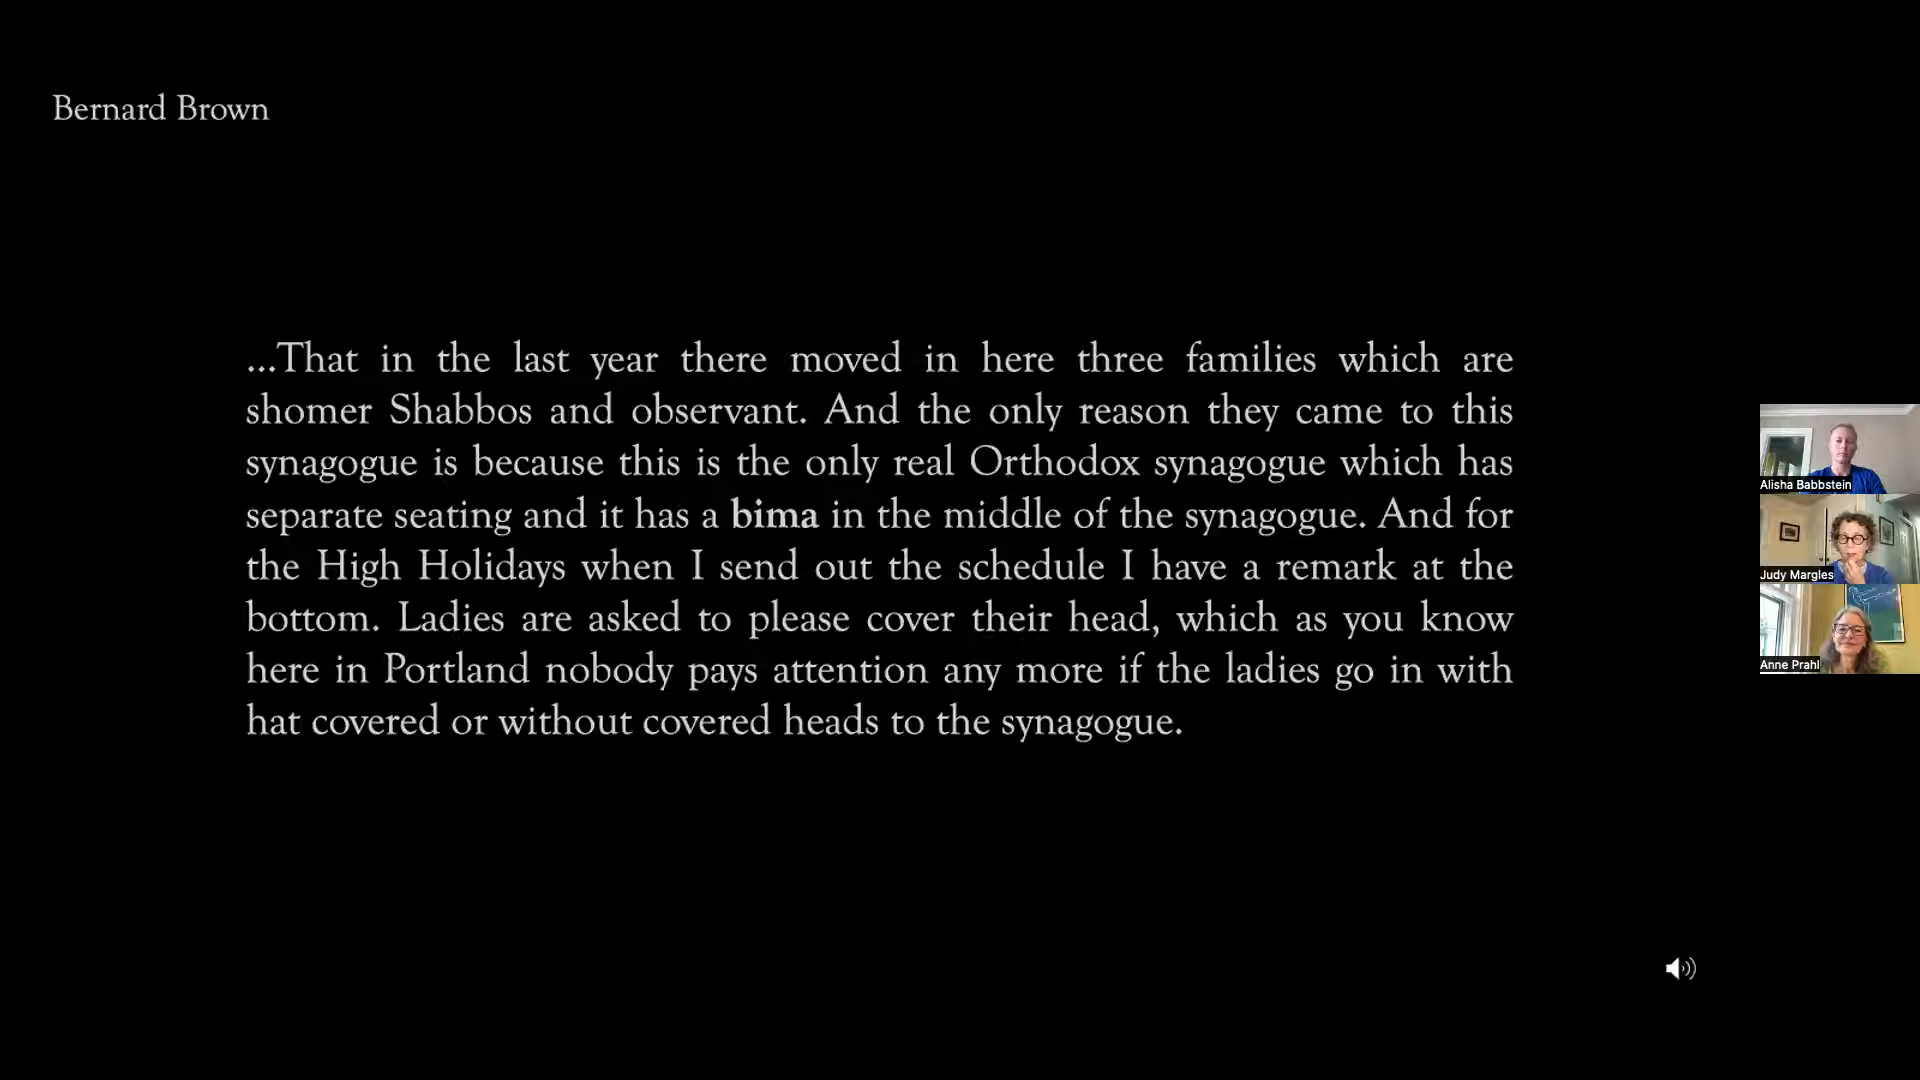 Bernard Brown
...That in the last year there moved in here three families which are
shomer Shabbos and observant. And the only reason they came to this
synagogue is because this is the only real Orthodox synagogue which has
separate seating and it has a bima in the middle of the synagogue. And for
the High Holidays when I send out the schedule I have a remark at the
bottom. Ladies are asked to please cover their head, which as you know
here in Portland nobody pays attention any more if the ladies go in with
hat covered or without covered heads to the synagogue.
Alisha Babbstein
Judy Margles
Anne Prahl